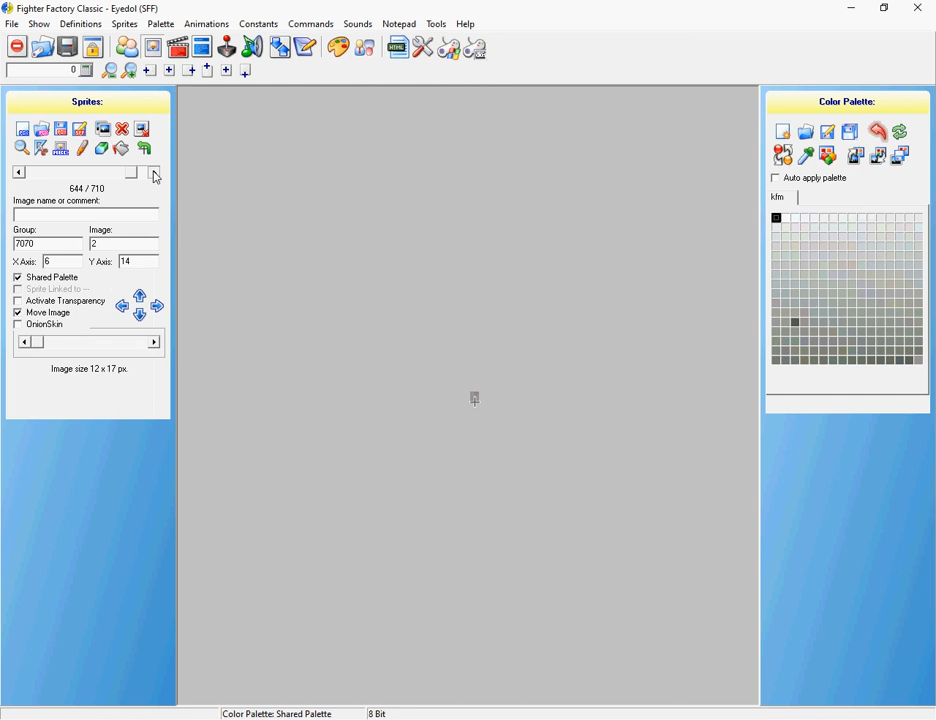 Fighter Factory Classic - Eyedol (SFF)
File Show Definitions Sprites Palette Animations Constants Commands Sounds Notepad Tools Help
0
Sprites:
644 / 710
Image name or comment:
Group: Image:
7070 2
X Axis: 6 Y Axis: 14
Shared Palette
Sprite Linked to ---
Activate Transparency
Move Image
OnionSkin
Image size 12 x 17 px.
Color Palette:
Auto apply palette
kfm
Color Palette: Shared Palette 8 Bit